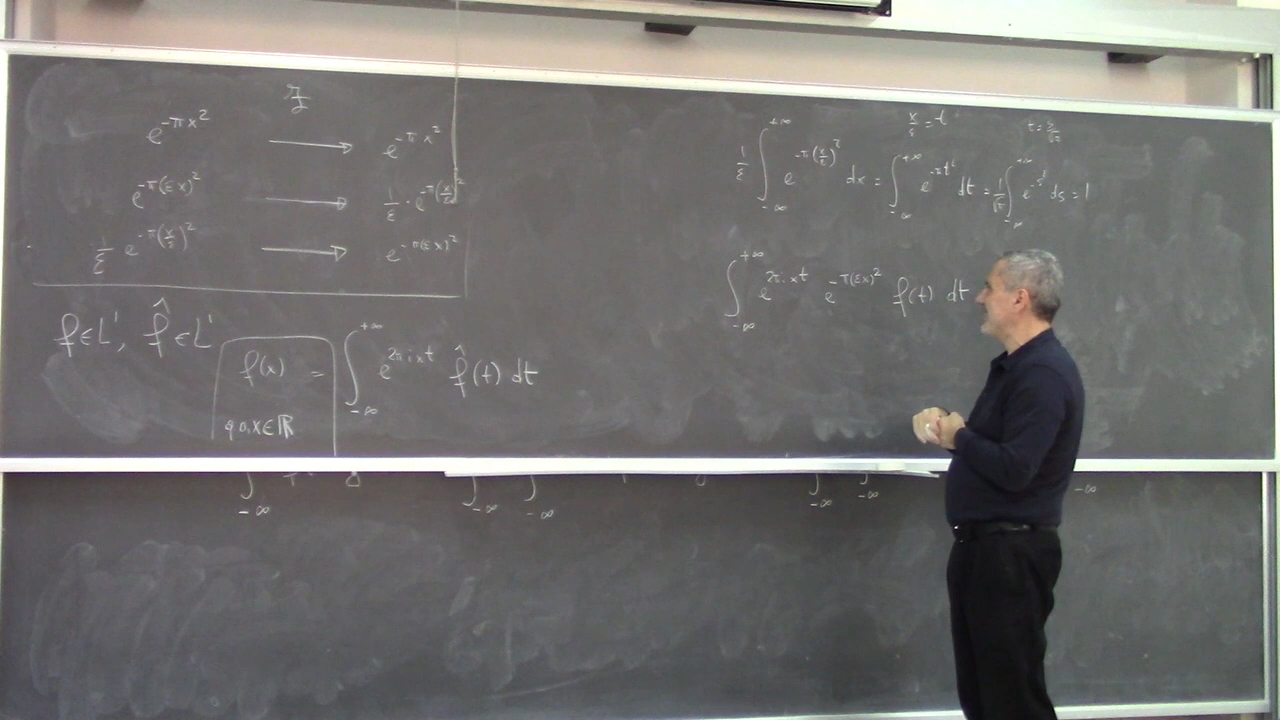 ℱ
e^{-πx²} ⟶ e^{-πx²}
e^{-π(εx)²} ⟶ 1/ε · e^{-π(x/ε)²}
1/ε e^{-π(x/ε)²} ⟶ e^{-π(εx)²}
f∈L¹, f̂∈L¹
f(x) = ∫_{-∞}^{+∞} e^{2πixt} f̂(t) dt
q.o. x∈ℝ
x/ε = t
1/ε ∫_{-∞}^{+∞} e^{-π(x/ε)²} dx = ∫_{-∞}^{+∞} e^{-πt²} dt = 1/√π ∫_{-∞}^{+∞} e^{-s²} ds = 1
∫_{-∞}^{+∞} e^{2πixt} e^{-π(εx)²} f(t) dt
∫_{-∞} ∫_{-∞} ∫_{-∞} ∫_{-∞} ∫_{-∞} -∞